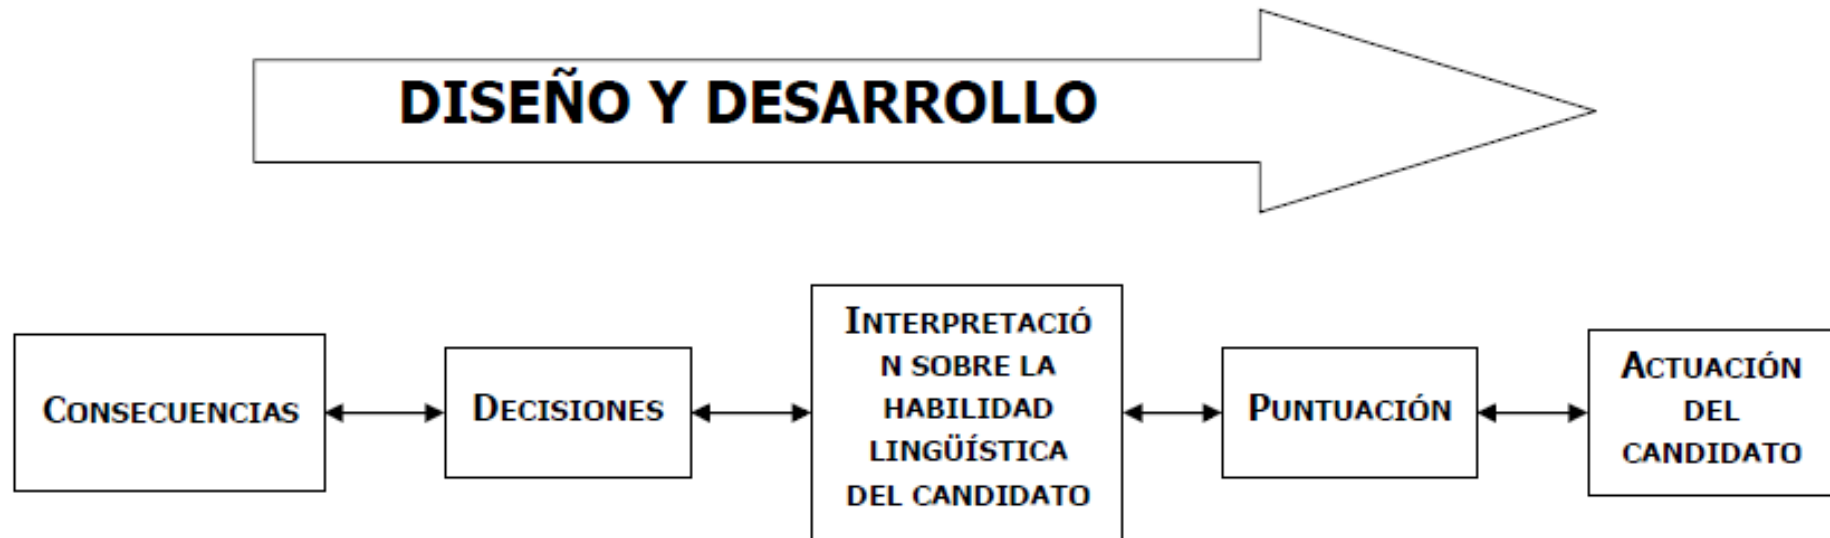 DISEÑO Y DESARROLLO
CONSECUENCIAS
DECISIONES
INTERPRETACIÓ
N SOBRE LA
HABILIDAD
LINGÜÍSTICA
DEL CANDIDATO
PUNTUACIÓN
ACTUACIÓN
DEL
CANDIDATO